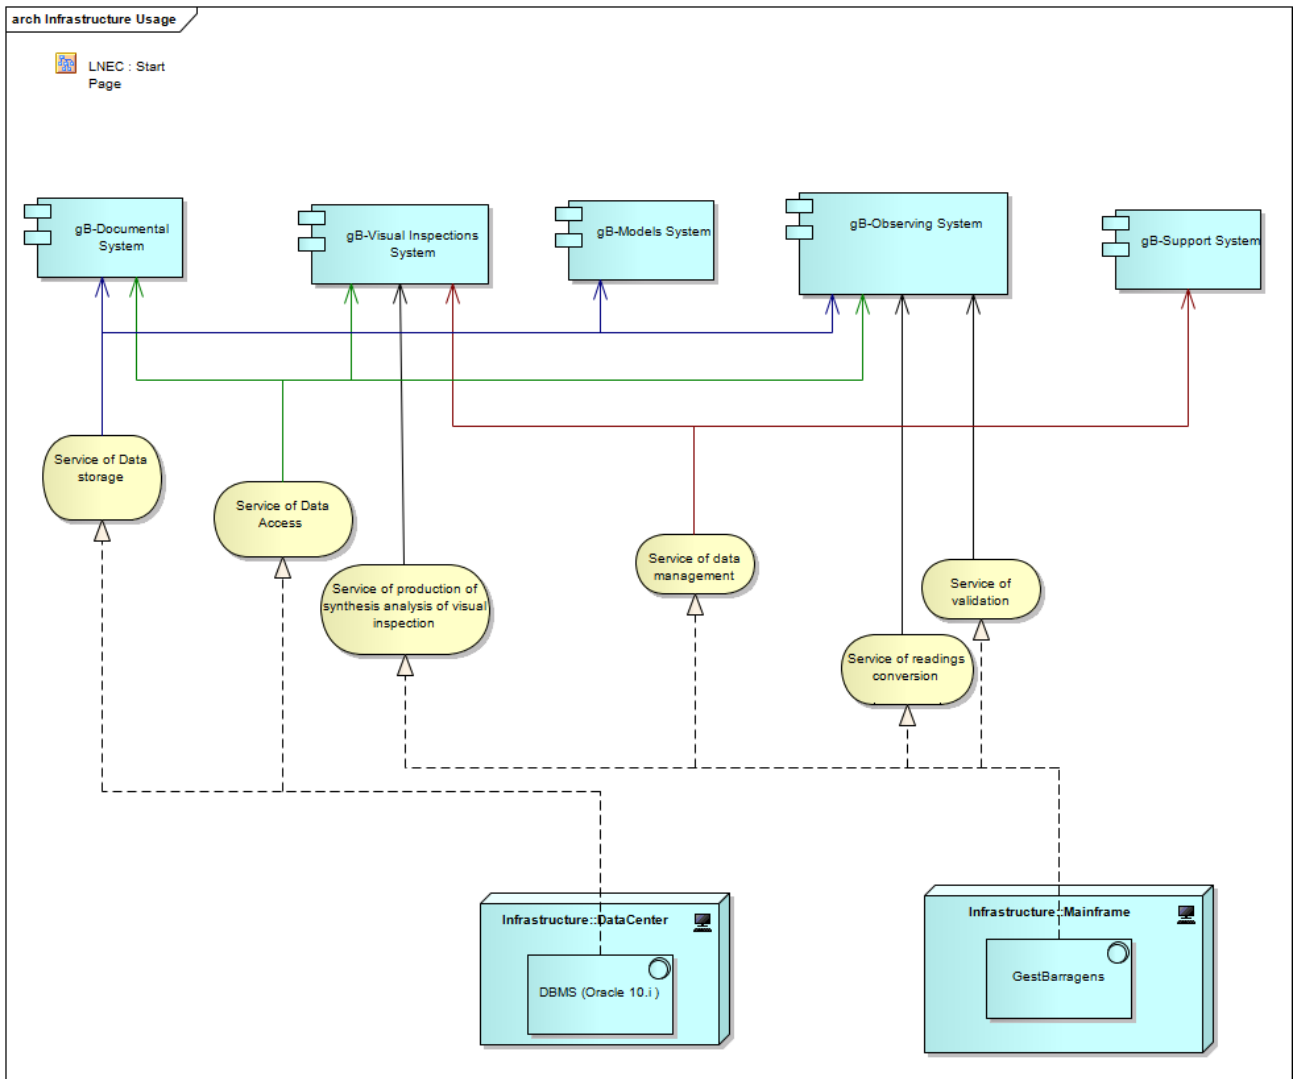 arch Infrastructure Usage
LNEC : Start
Page
gB-Documental
System
gB-Visual Inspections
System
gB-Models System
gB-Observing System
gB-Support System
Service of Data
storage
Service of Data
Access
Service of production of
synthesis analysis of visual
inspection
Service of data
management
Service of
validation
Service of readings
conversion
Infrastructure::DataCenter
DBMS (Oracle 10.i )
Infrastructure::Mainframe
GestBarragens